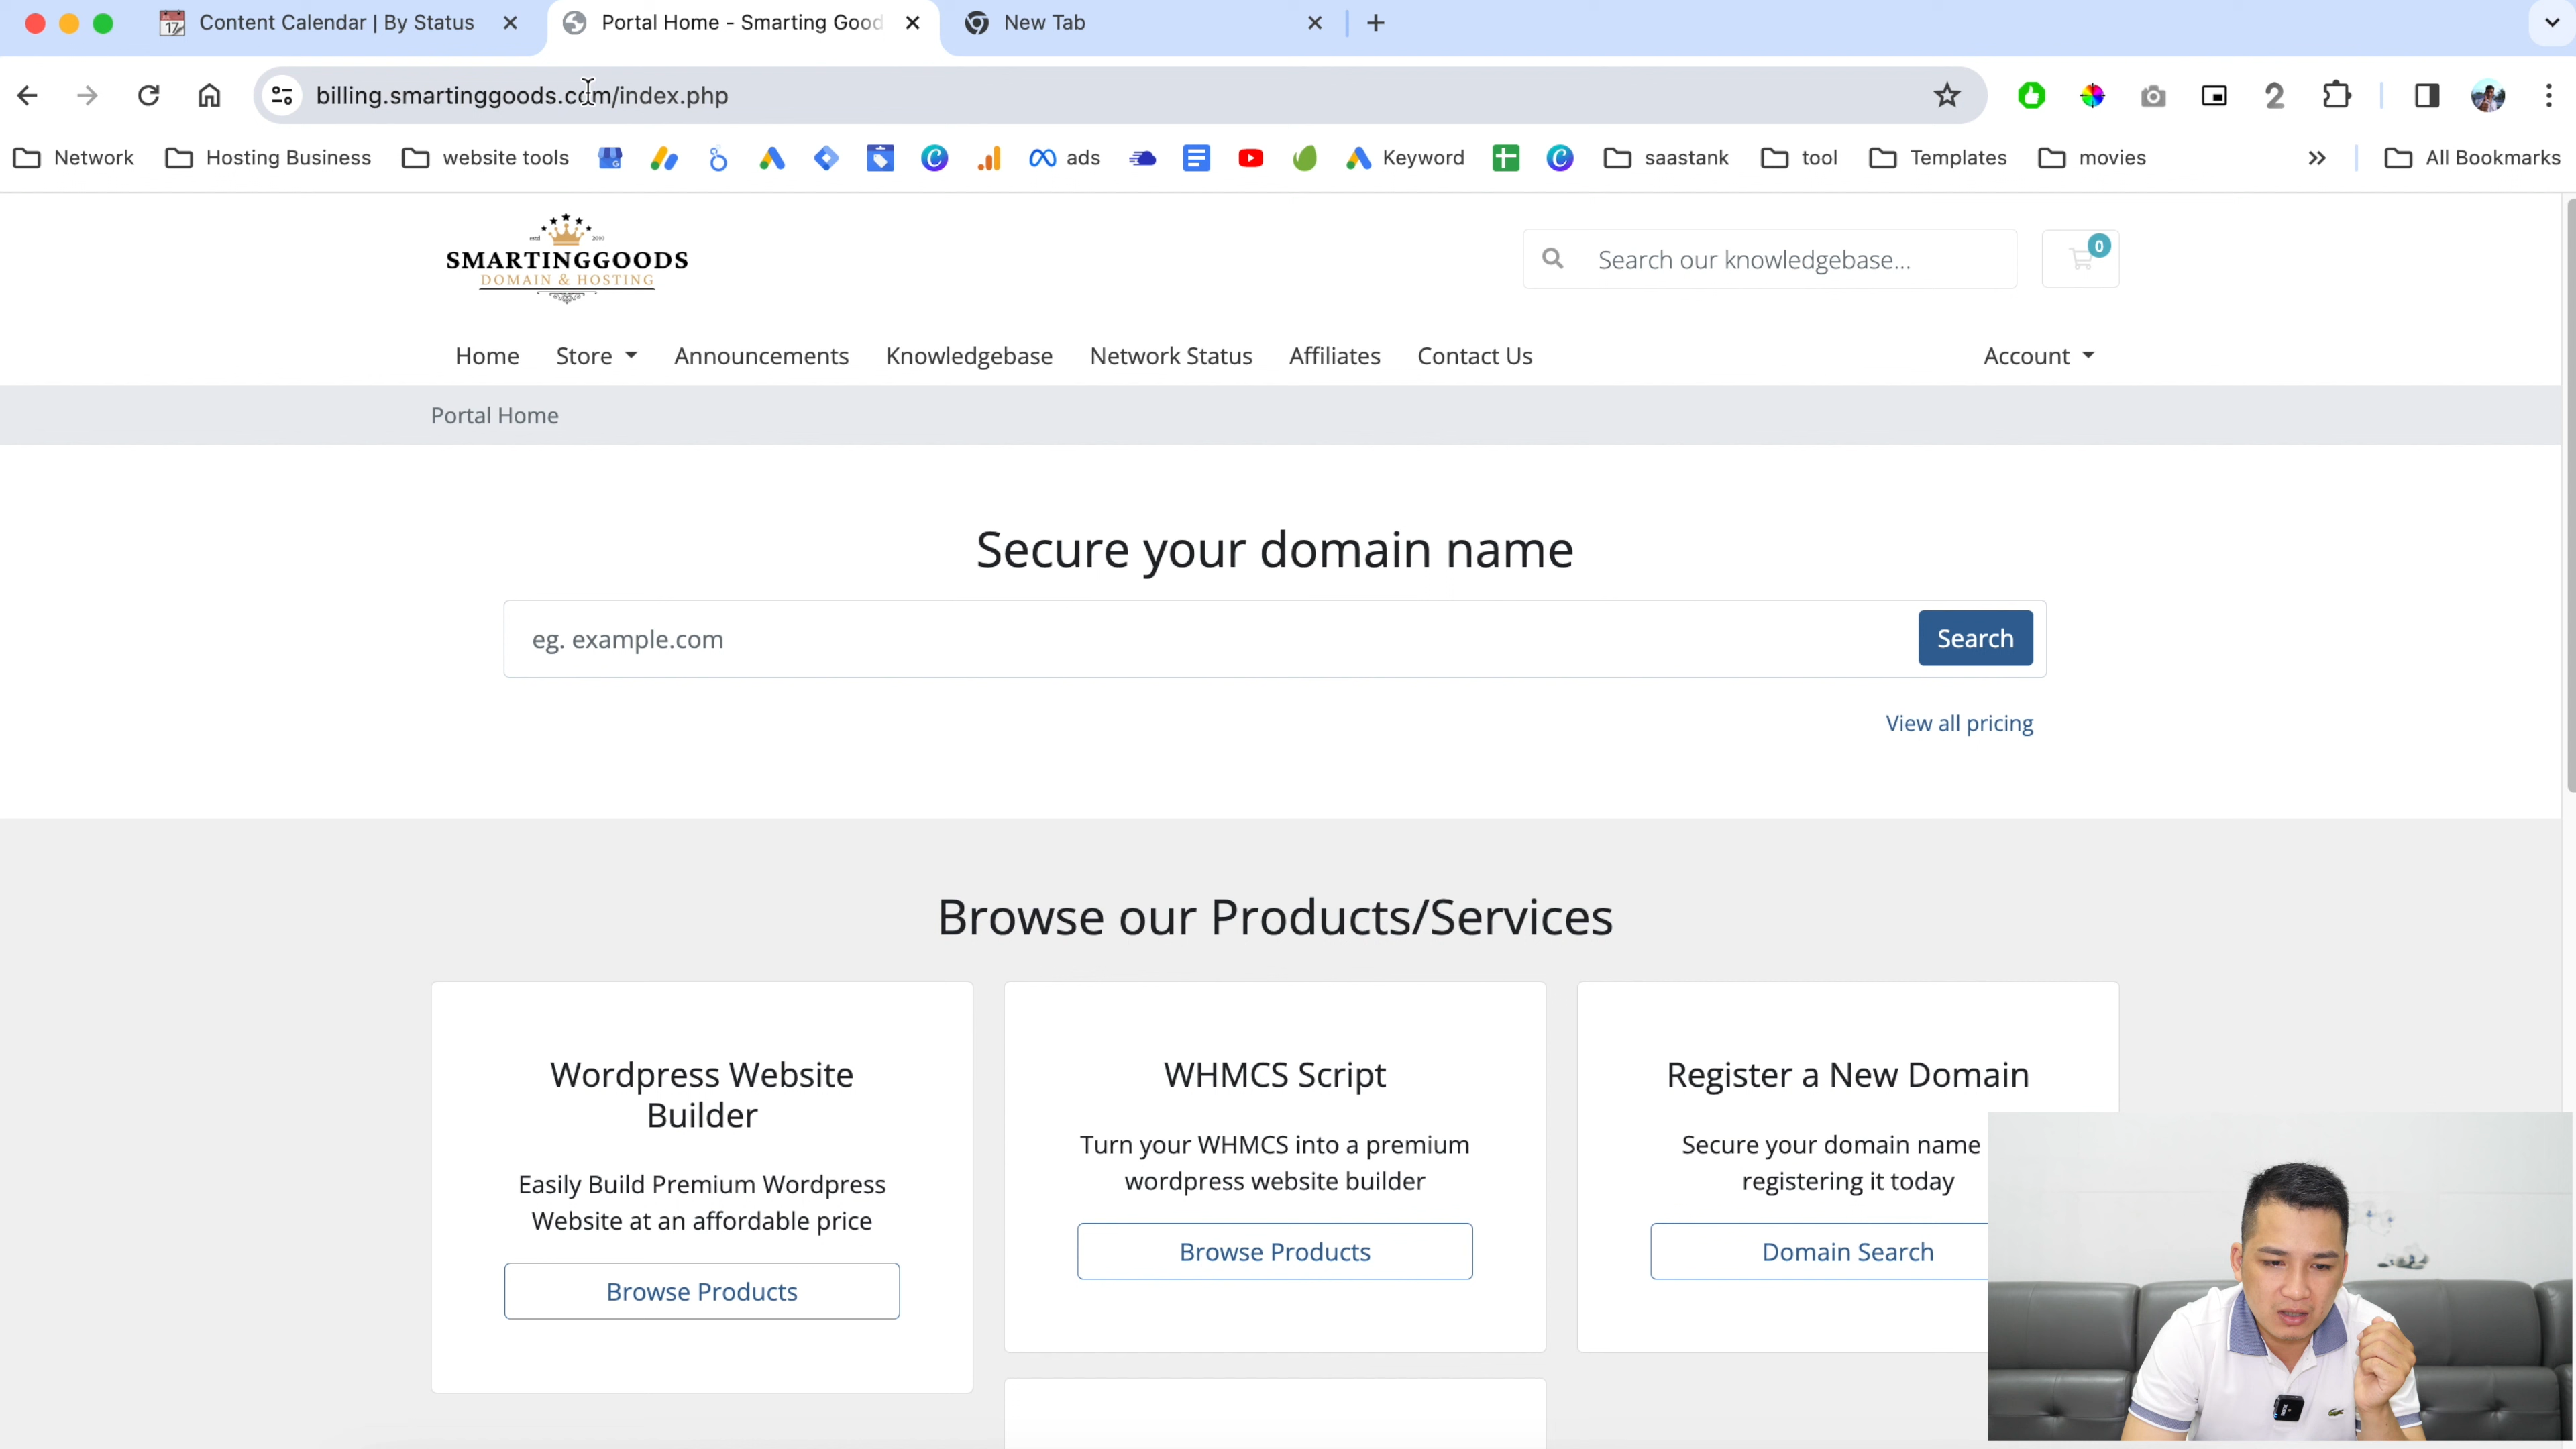 Content Calendar | By Status
Portal Home - Smarting Good
New Tab
billing.smartinggoods.com/index.php
Network
Hosting Business
website tools
ads
Keyword
saastank
tool
Templates
movies
All Bookmarks
estd 2010
SMARTINGGOODS
DOMAIN & HOSTING
Search our knowledgebase...
0
Home
Store
Announcements
Knowledgebase
Network Status
Affiliates
Contact Us
Account
Portal Home
Secure your domain name
eg. example.com
Search
View all pricing
Browse our Products/Services
Wordpress Website
Builder
Easily Build Premium Wordpress
Website at an affordable price
Browse Products
WHMCS Script
Turn your WHMCS into a premium
wordpress website builder
Browse Products
Register a New Domain
Secure your domain name
registering it today
Domain Search